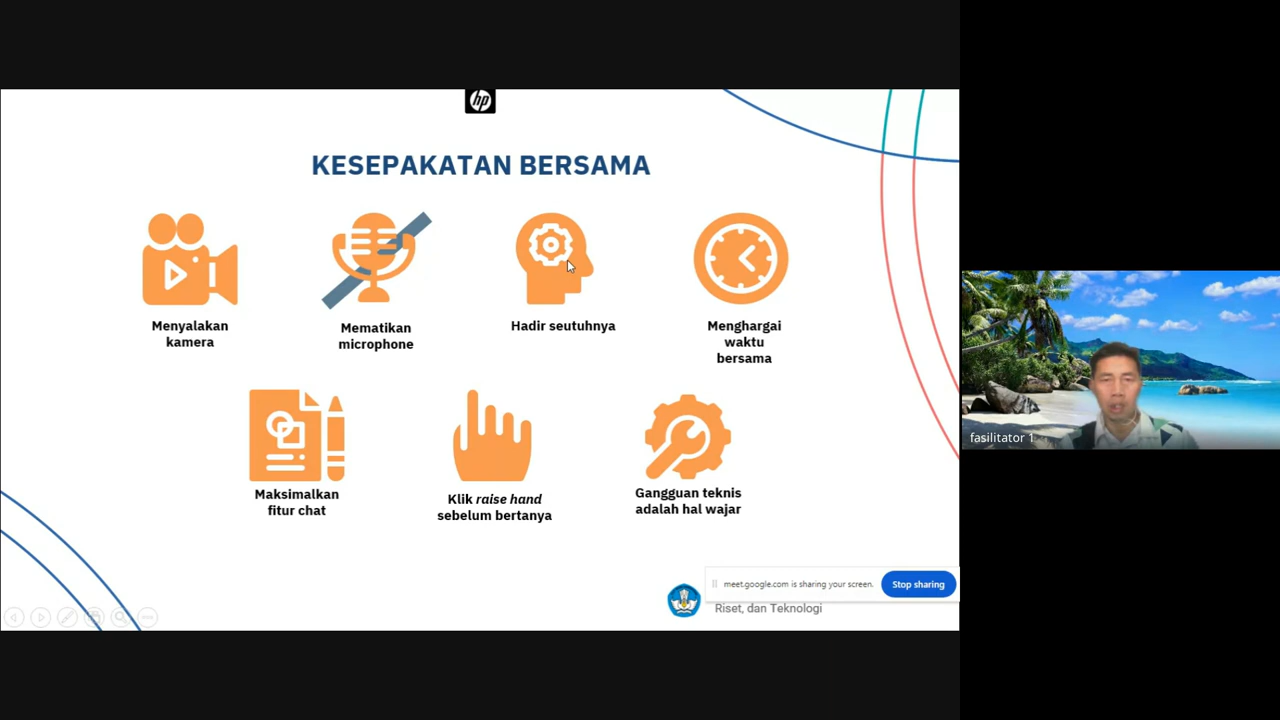 hp
KESEPAKATAN BERSAMA
Menyalakan
kamera
Mematikan
microphone
Hadir seutuhnya
Menghargai
waktu
bersama
Maksimalkan
fitur chat
Klik raise hand
sebelum bertanya
Gangguan teknis
adalah hal wajar
meet.google.com is sharing your screen.
Stop sharing
Riset, dan Teknologi
fasilitator 1